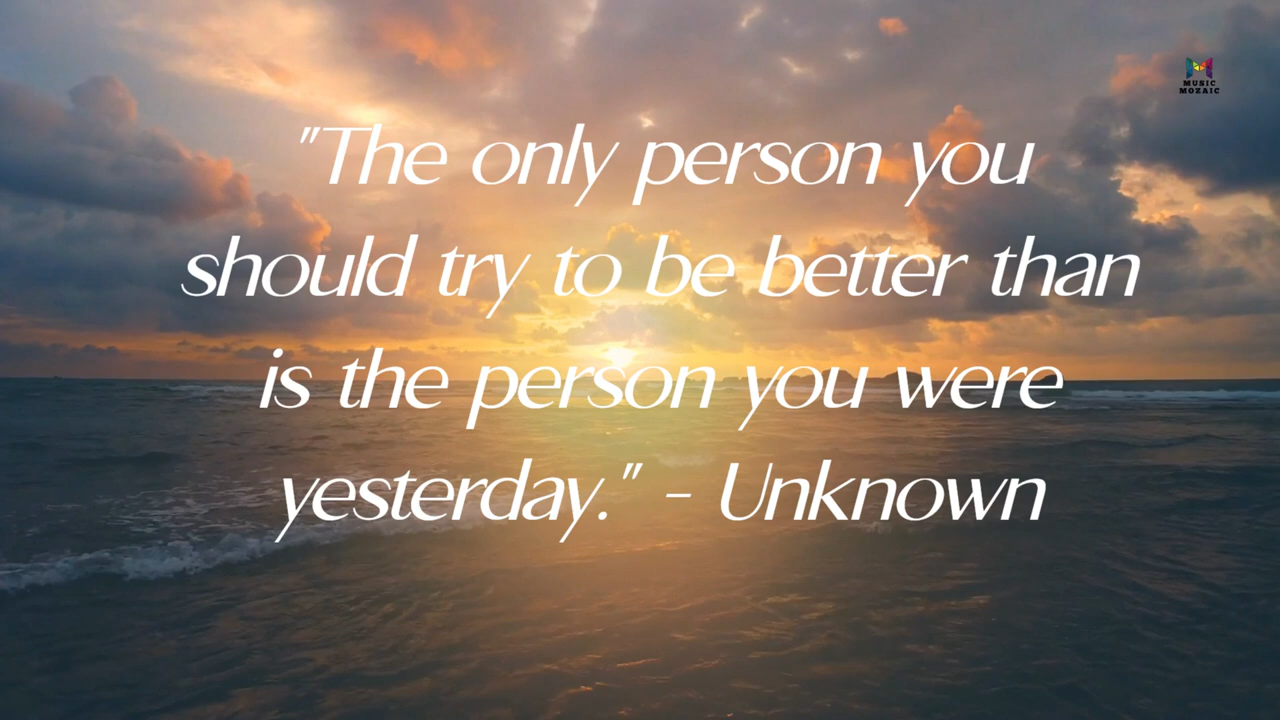 MUSIC
MOZAIC
"The only person you
should try to be better than
is the person you were
yesterday." - Unknown